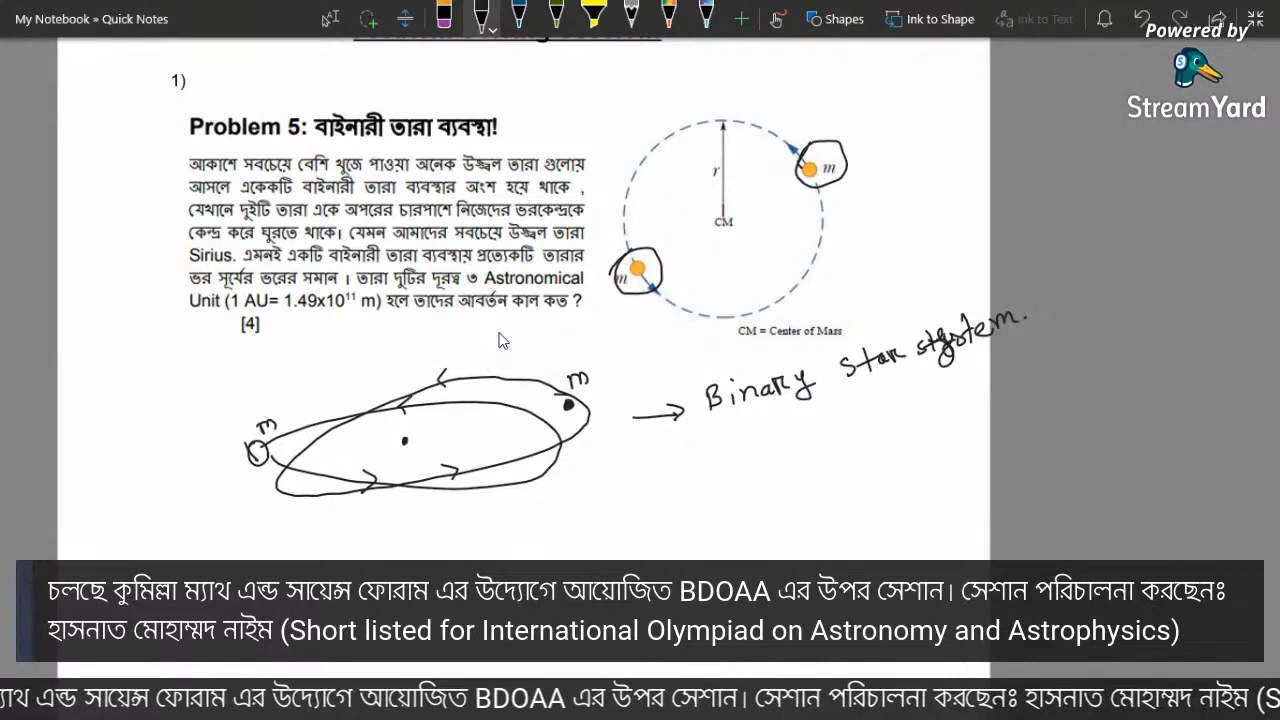 My Notebook » Quick Notes
Shapes
Ink to Shape
Ink to Text
Powered by
StreamYard
1)
Problem 5: বাইনারী তারা ব্যবস্থা!
আকাশে সবচেয়ে বেশি খুজে পাওয়া অনেক উজ্জ্বল তারা গুলোয়
আসলে একেকটি বাইনারী তারা ব্যবস্থার অংশ হয়ে থাকে ,
যেখানে দুইটি তারা একে অপরের চারপাশে নিজেদের ভরকেন্দ্রকে
কেন্দ্র করে ঘুরতে থাকে। যেমন আমাদের সবচেয়ে উজ্জ্বল তারা
Sirius. এমনই একটি বাইনারী তারা ব্যবস্থায় প্রত্যেকটি তারার
ভর সূর্যের ভরের সমান । তারা দুটির দূরত্ব ৩ Astronomical
Unit (1 AU= 1.49x10¹¹ m) হলে তাদের আবর্তন কাল কত ?
[4]
r
m
CM
m
CM = Center of Mass
m
m
Binary star system.
চলছে কুমিল্লা ম্যাথ এন্ড সায়েন্স ফোরাম এর উদ্যোগে আয়োজিত BDOAA এর উপর সেশান। সেশান পরিচালনা করছেনঃ
হাসনাত মোহাম্মদ নাইম (Short listed for International Olympiad on Astronomy and Astrophysics)
ম্যাথ এন্ড সায়েন্স ফোরাম এর উদ্যোগে আয়োজিত BDOAA এর উপর সেশান। সেশান পরিচালনা করছেনঃ হাসনাত মোহাম্মদ নাইম (S